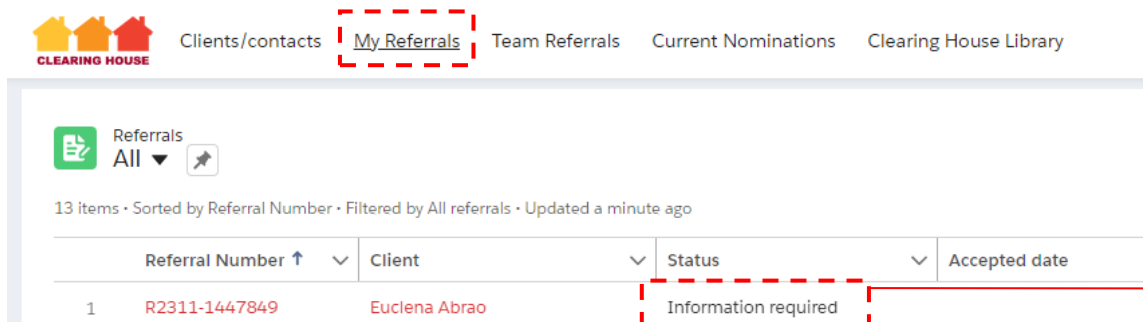 Clients/contacts My Referrals Team Referrals Current Nominations Clearing House Library
CLEARING HOUSE
Referrals
All
13 items • Sorted by Referral Number • Filtered by All referrals • Updated a minute ago
Referral Number ↑ Client Status Accepted date
1 R2311-1447849 Euclena Abrao Information required